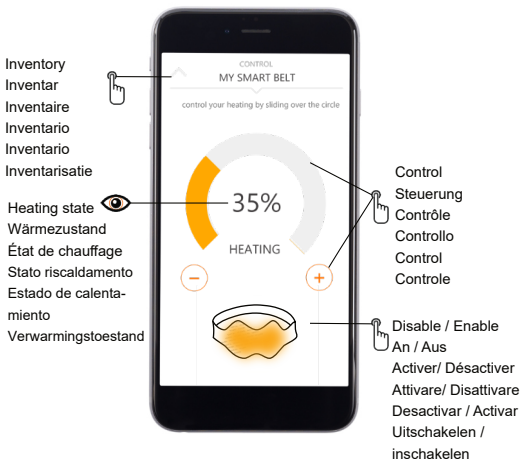 Inventory
Inventar
Inventaire
Inventario
Inventario
Inventarisatie
Heating state
Wärmezustand
État de chauffage
Stato riscaldamento
Estado de calenta-
miento
Verwarmingstoestand
CONTROL
MY SMART BELT
control your heating by sliding over the circle
35%
HEATING
−
+
Control
Steuerung
Contrôle
Controllo
Control
Controle
Disable / Enable
An / Aus
Activer/ Désactiver
Attivare/ Disattivare
Desactivar / Activar
Uitschakelen /
inschakelen